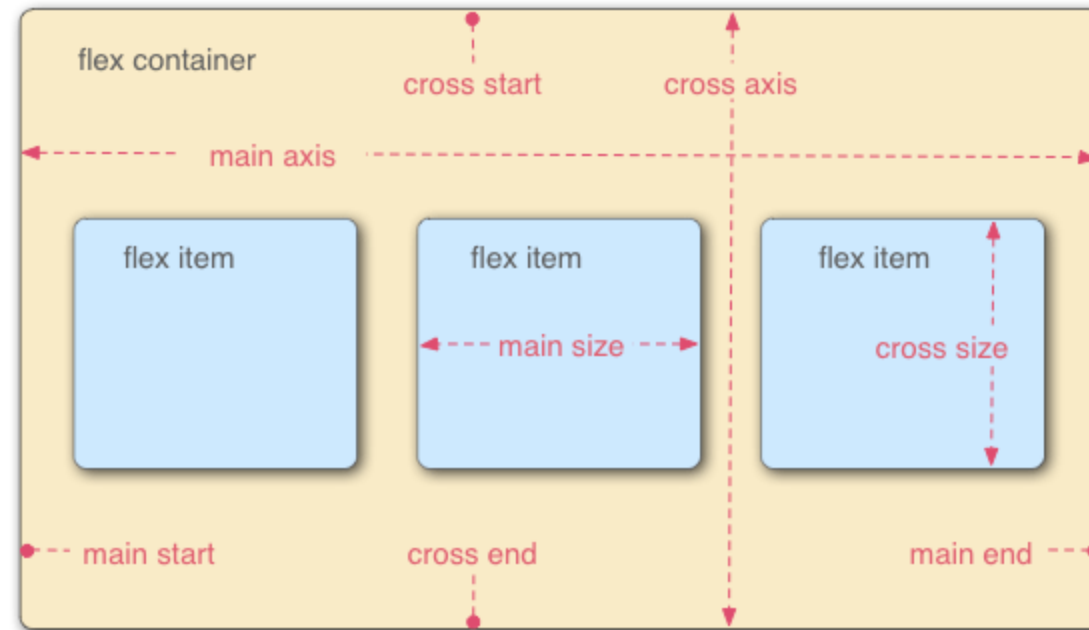 flex container
cross start
cross axis
main axis
flex item
flex item
flex item
main size
cross size
main start
cross end
main end